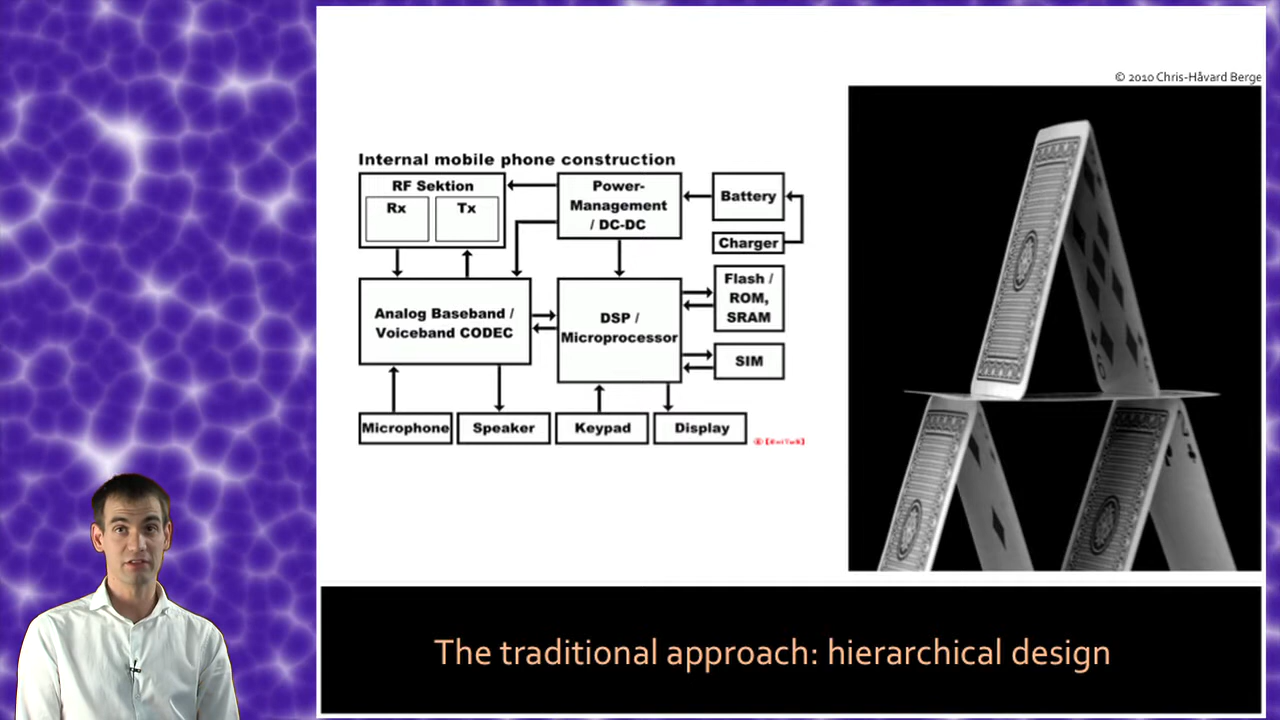 © 2010 Chris-Håvard Berge
Internal mobile phone construction
RF Sektion
Rx
Tx
Power-
Management
/ DC-DC
Battery
Charger
Analog Baseband /
Voiceband CODEC
DSP /
Microprocessor
Flash /
ROM,
SRAM
SIM
Microphone
Speaker
Keypad
Display
The traditional approach: hierarchical design